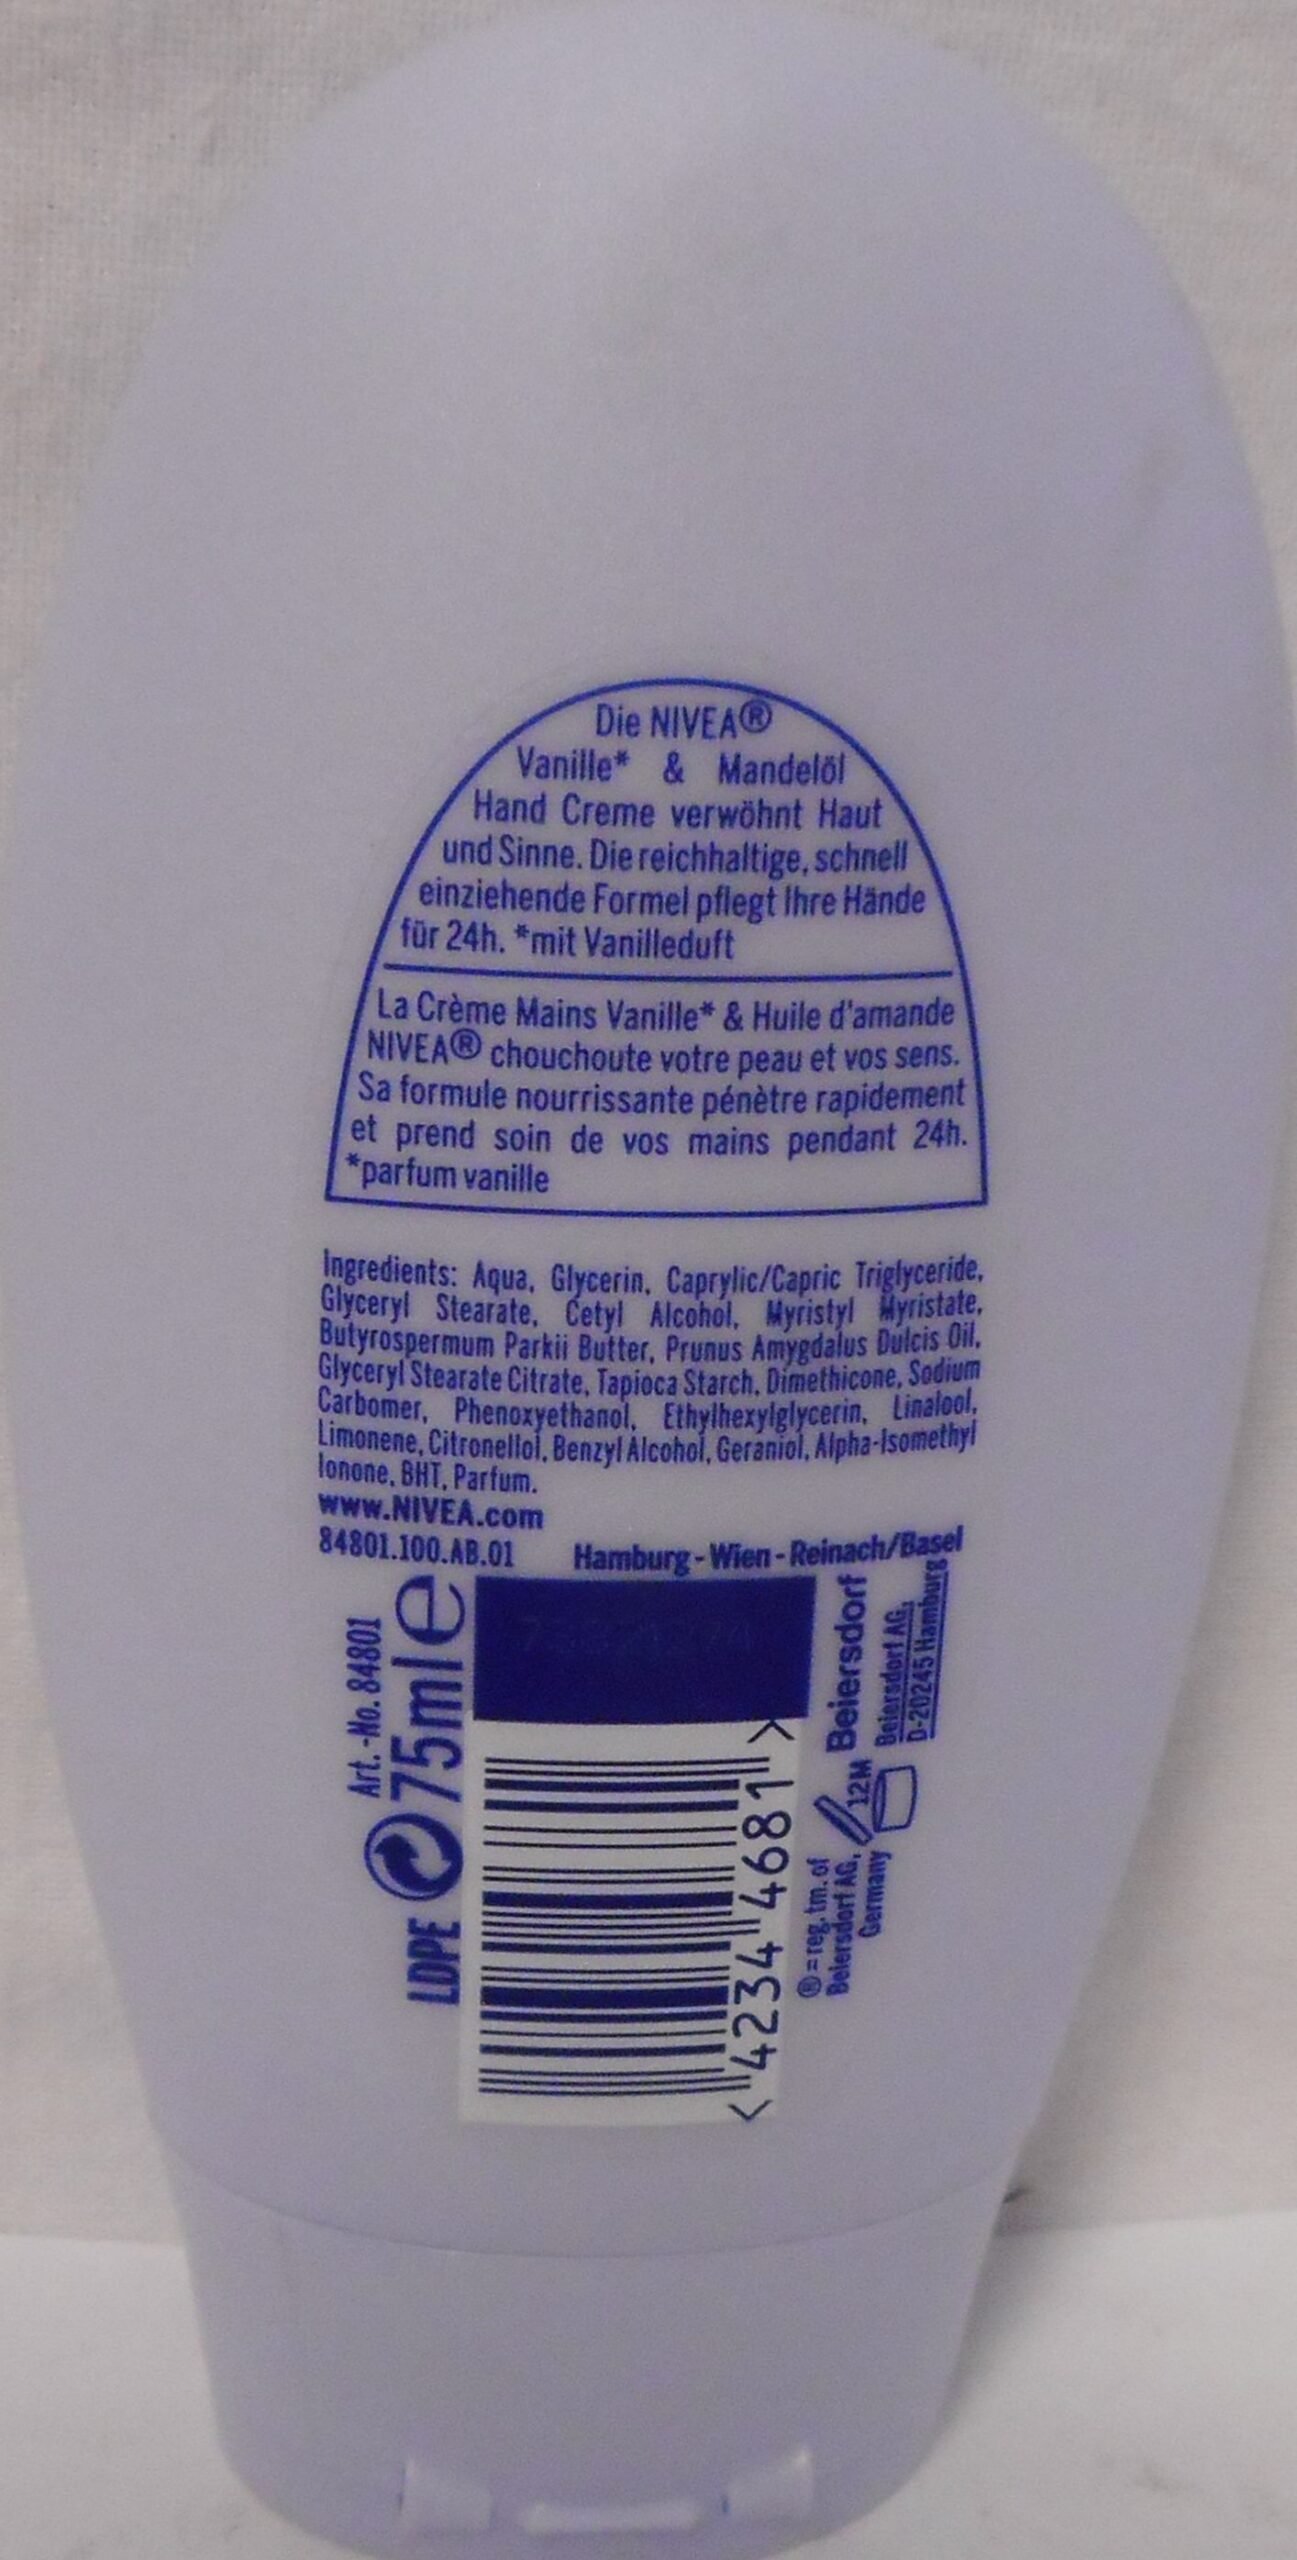 Die NIVEA®
Vanille* & Mandelöl
Hand Creme verwöhnt Haut
und Sinne. Die reichhaltige, schnell
einziehende Formel pflegt Ihre Hände
für 24h. *mit Vanilleduft
La Crème Mains Vanille* & Huile d'amande
NIVEA® chouchoute votre peau et vos sens.
Sa formule nourrissante pénètre rapidement
et prend soin de vos mains pendant 24h.
*parfum vanille
Ingredients: Aqua, Glycerin, Caprylic/Capric Triglyceride,
Glyceryl Stearate, Cetyl Alcohol, Myristyl Myristate,
Butyrospermum Parkii Butter, Prunus Amygdalus Dulcis Oil,
Glyceryl Stearate Citrate, Tapioca Starch, Dimethicone, Sodium
Carbomer, Phenoxyethanol, Ethylhexylglycerin, Linalool,
Limonene, Citronellol, Benzyl Alcohol, Geraniol, Alpha-Isomethyl
Ionone, BHT, Parfum.
www.NIVEA.com
84801.100.AB.01
Hamburg - Wien - Reinach/Basel
Art.-No. 84801
LDPE 75ml e
<4234 4681>
Beiersdorf
Beiersdorf AG,
D-20245 Hamburg
12M
® = reg. tm. of
Beiersdorf AG,
Germany